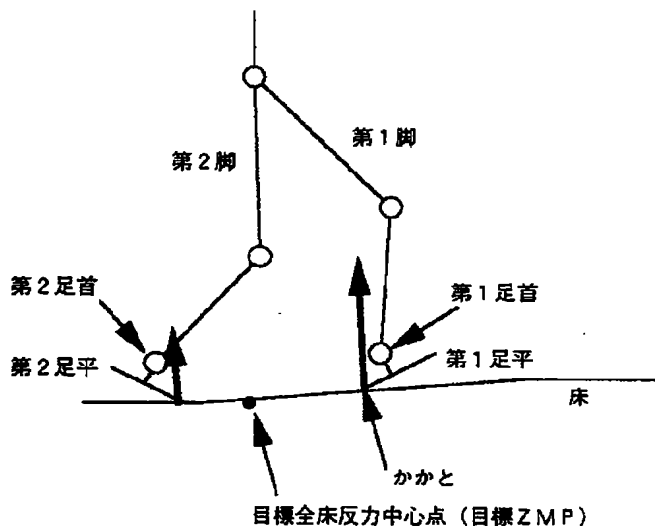 第2脚
第1脚
第2足首
第1足首
第2足平
第1足平
床
かかと
目標全床反力中心点（目標ZMP）